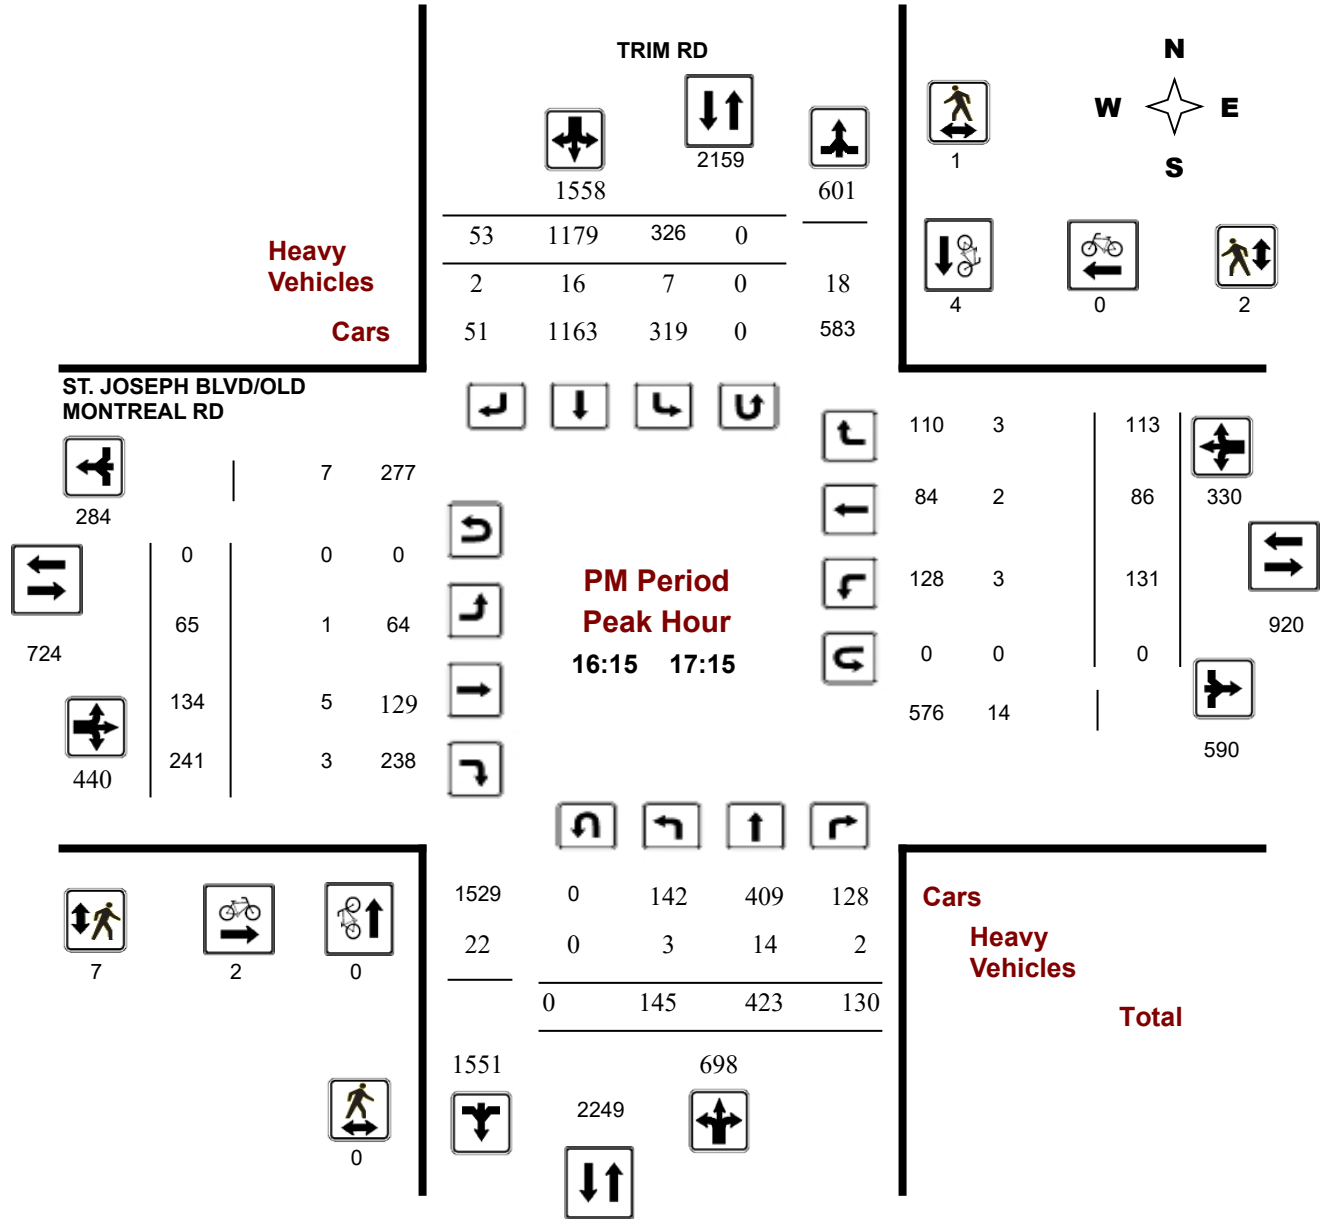 TRIM RD
N
W E
S
2159
1
1558
601
53 1179 326 0
Heavy
Vehicles
2 16 7 0 18
4 0 2
Cars
51 1163 319 0 583
ST. JOSEPH BLVD/OLD
MONTREAL RD
110 3 113
7 277
284
84 2 86 330
0 0 0
PM Period
128 3 131
Peak Hour
65 1 64
920
724
16:15 17:15
0 0 0
134 5 129
576 14
590
241 3 238
440
1529 0 142 409 128
Cars
22 0 3 14 2
Heavy
Vehicles
7 2 0
0 145 423 130
Total
1551 698
2249
0